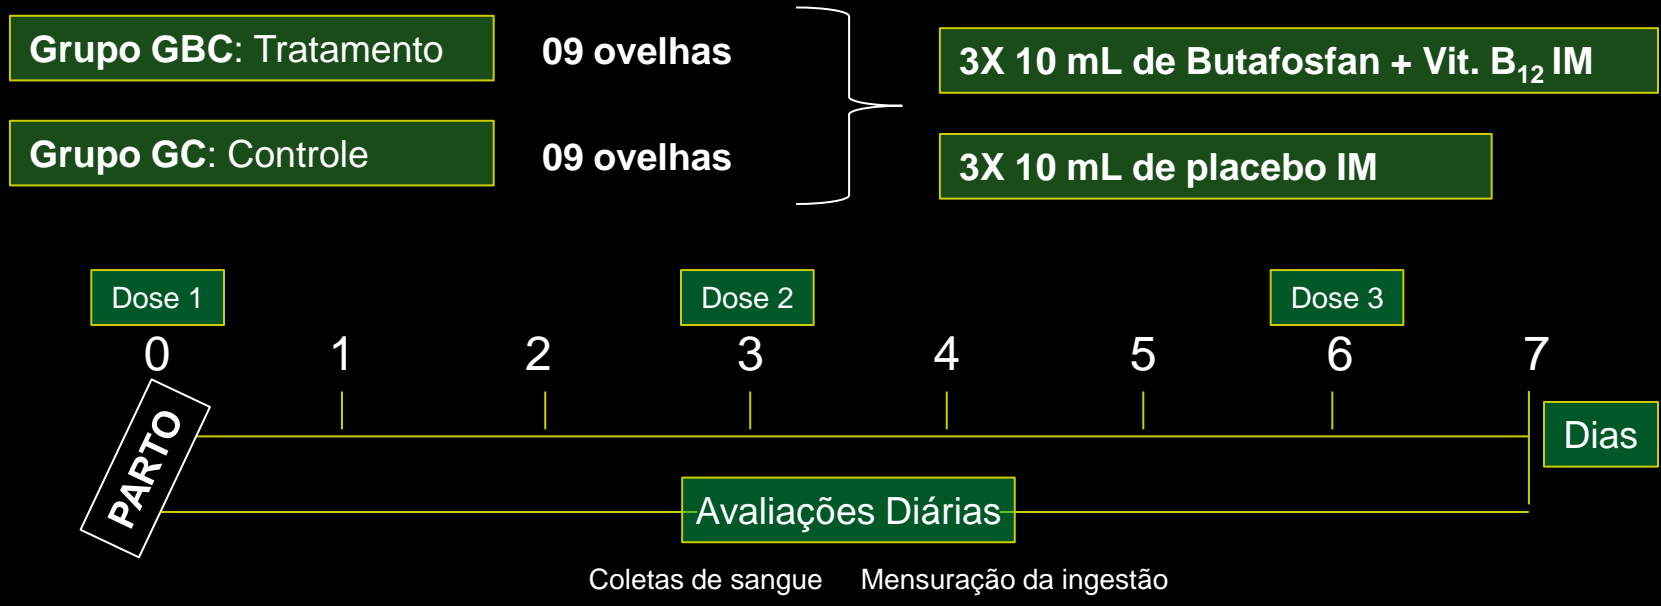 Grupo GBC: Tratamento
09 ovelhas
3X 10 mL de Butafosfan + Vit. B₁₂ IM
Grupo GC: Controle
09 ovelhas
3X 10 mL de placebo IM
Dose 1
Dose 2
Dose 3
0 1 2 3 4 5 6 7
PARTO
Dias
Avaliações Diárias
Coletas de sangue
Mensuração da ingestão